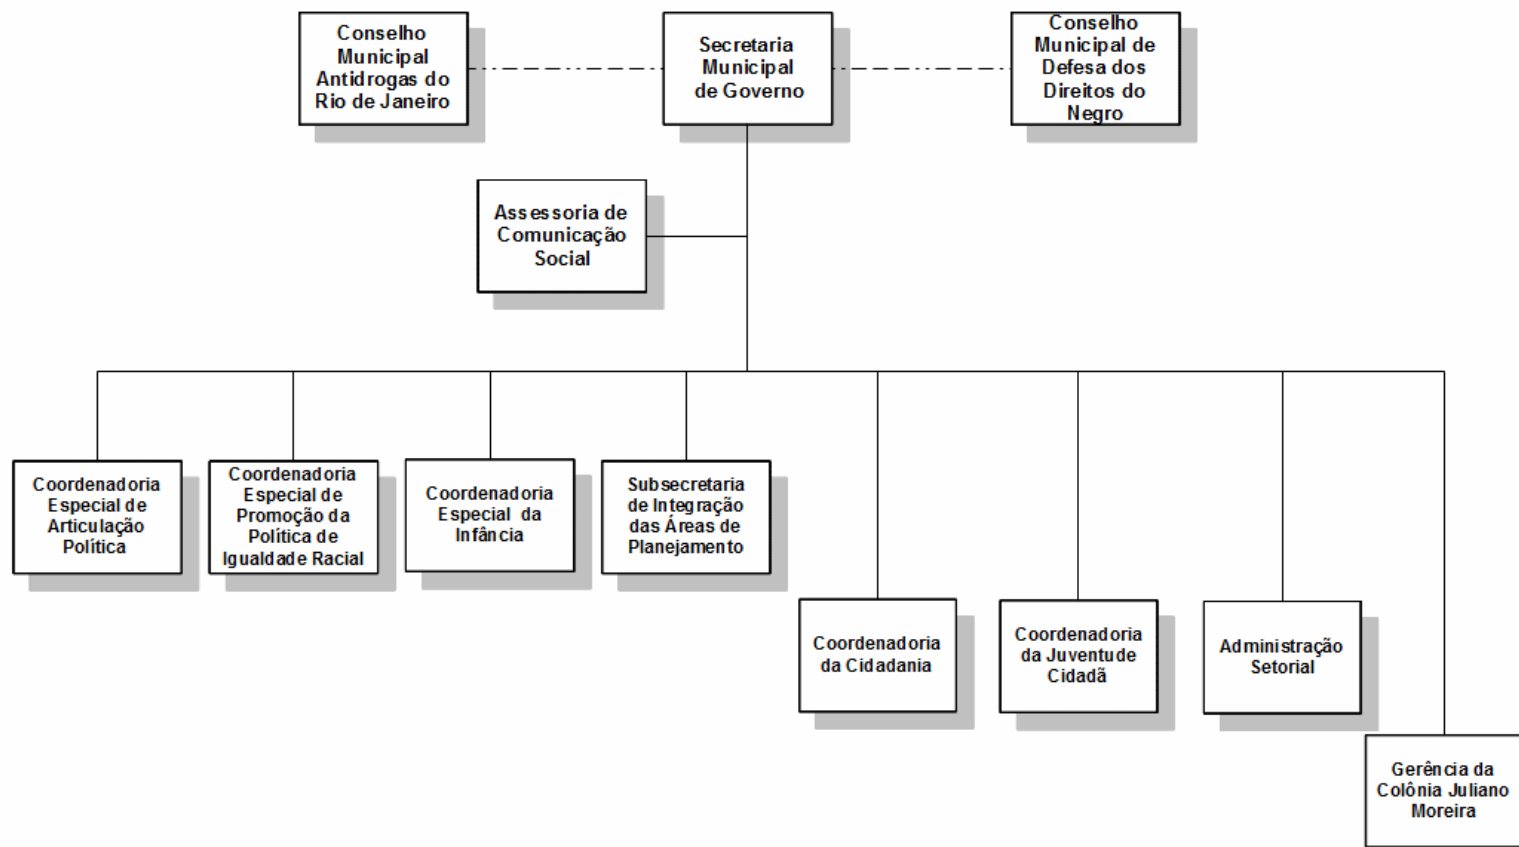 Conselho
Municipal
Antidrogas do
Rio de Janeiro
Secretaria
Municipal
de Governo
Conselho
Municipal de
Defesa dos
Direitos do
Negro
Assessoria de
Comunicação
Social
Coordenadoria
Especial de
Articulação
Política
Coordenadoria
Especial de
Promoção da
Política de
Igualdade Racial
Coordenadoria
Especial da
Infância
Subsecretaria
de Integração
das Áreas de
Planejamento
Coordenadoria
da Cidadania
Coordenadoria
da Juventude
Cidadã
Administração
Setorial
Gerência da
Colônia Juliano
Moreira